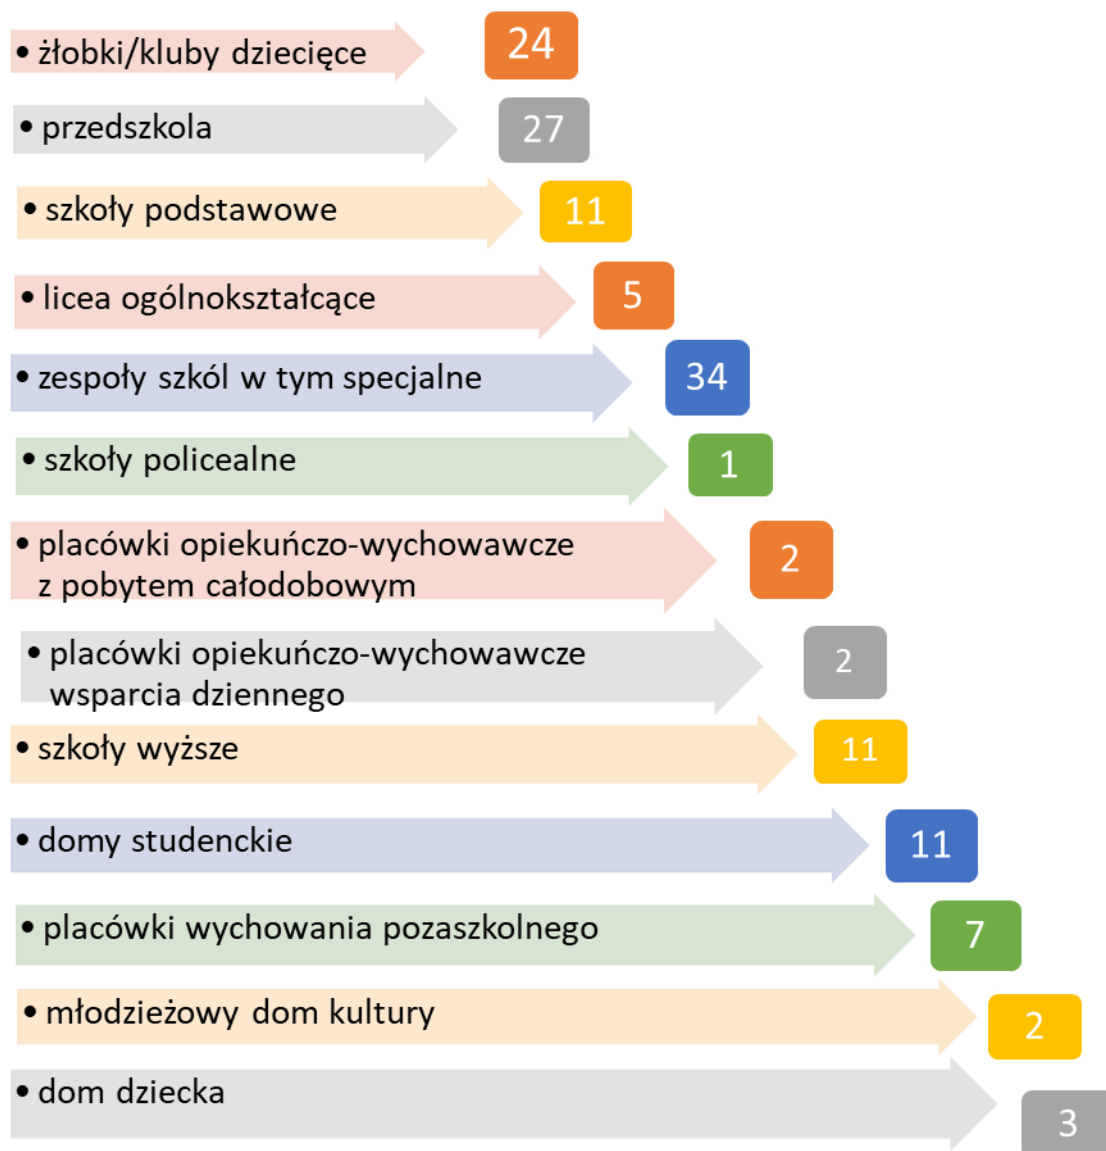 • żłobki/kluby dziecięce 24
• przedszkola 27
• szkoły podstawowe 11
• licea ogólnokształcące 5
• zespoły szkól w tym specjalne 34
• szkoły policealne 1
• placówki opiekuńczo-wychowawcze
z pobytem całodobowym 2
• placówki opiekuńczo-wychowawcze
wsparcia dziennego 2
• szkoły wyższe 11
• domy studenckie 11
• placówki wychowania pozaszkolnego 7
• młodzieżowy dom kultury 2
• dom dziecka 3